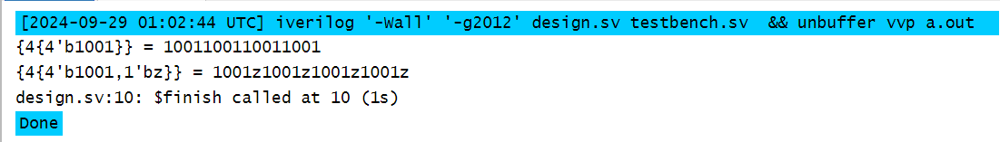 [2024-09-29 01:02:44 UTC] iverilog '-Wall' '-g2012' design.sv testbench.sv && unbuffer vvp a.out
{4{4'b1001}} = 1001100110011001
{4{4'b1001,1'bz}} = 1001z1001z1001z1001z
design.sv:10: $finish called at 10 (1s)
Done